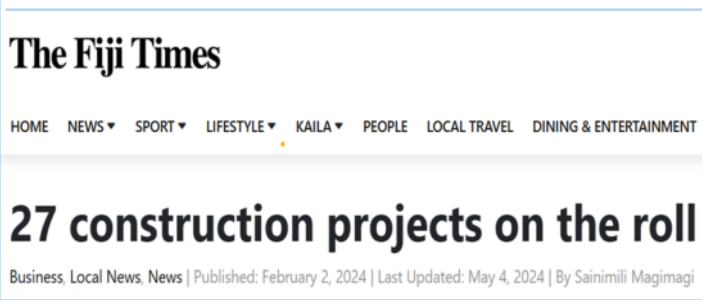 The Fiji Times
HOME NEWS SPORT LIFESTYLE KAILA PEOPLE LOCAL TRAVEL DINING & ENTERTAINMENT
27 construction projects on the roll
Business, Local News, News | Published: February 2, 2024 | Last Updated: May 4, 2024 | By Sainimili Magimagi